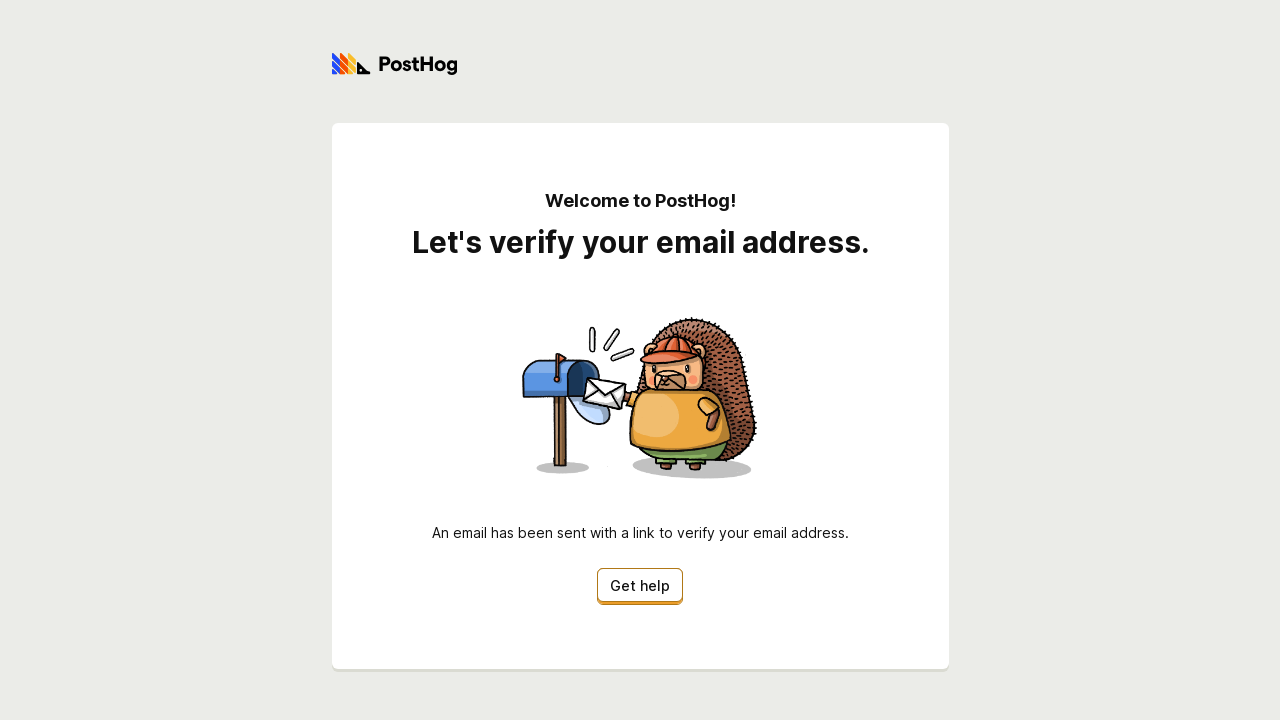 PostHog
Welcome to PostHog!
Let's verify your email address.
An email has been sent with a link to verify your email address.
Get help